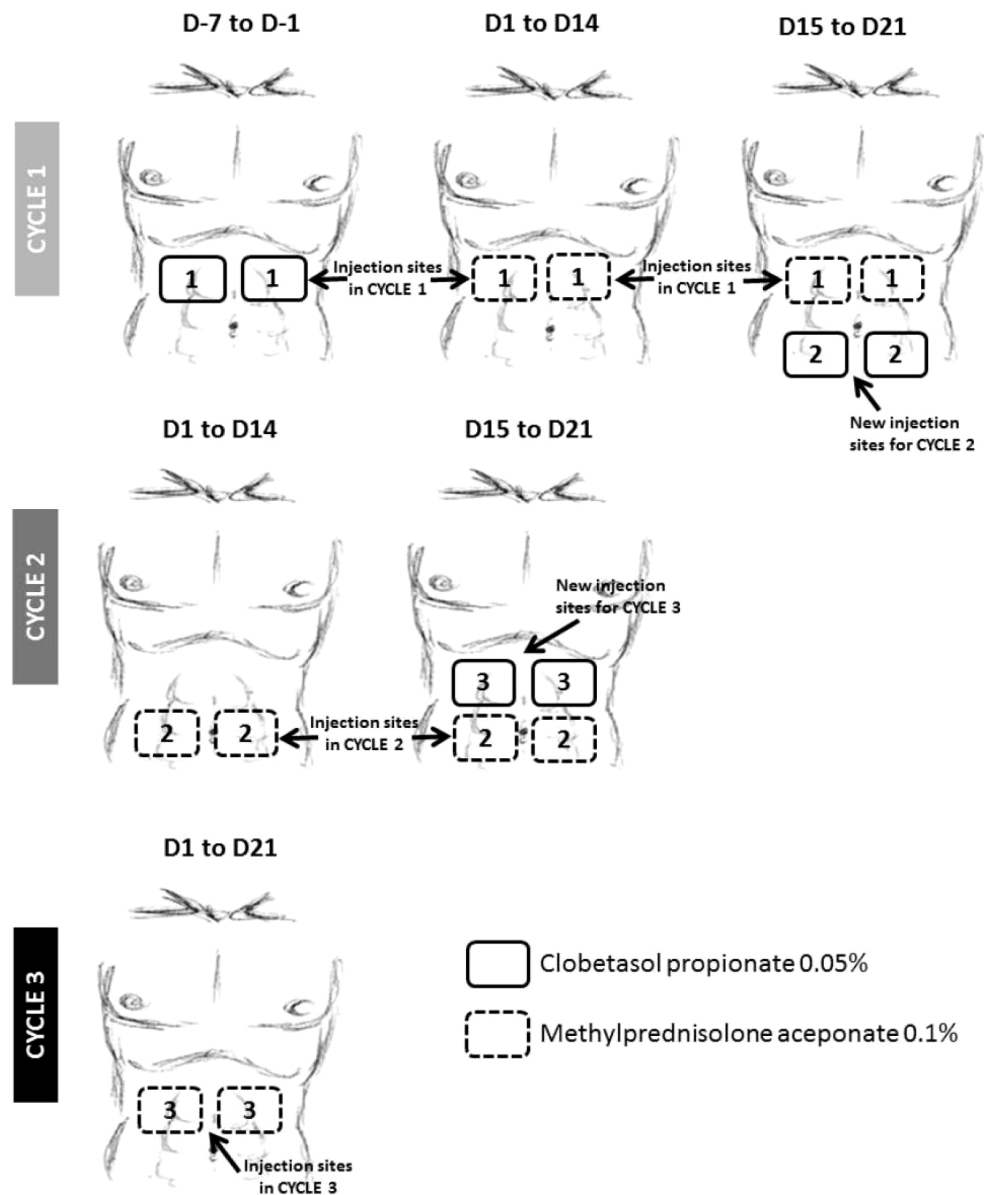 D-7 to D-1
D1 to D14
D15 to D21
CYCLE 1
1
1
Injection sites
in CYCLE 1
1
1
Injection sites
in CYCLE 1
1
1
2
2
New injection
sites for CYCLE 2
D1 to D14
D15 to D21
CYCLE 2
New injection
sites for CYCLE 3
3
3
2
2
Injection sites
in CYCLE 2
2
2
D1 to D21
CYCLE 3
Clobetasol propionate 0.05%
Methylprednisolone aceponate 0.1%
3
3
Injection sites
in CYCLE 3